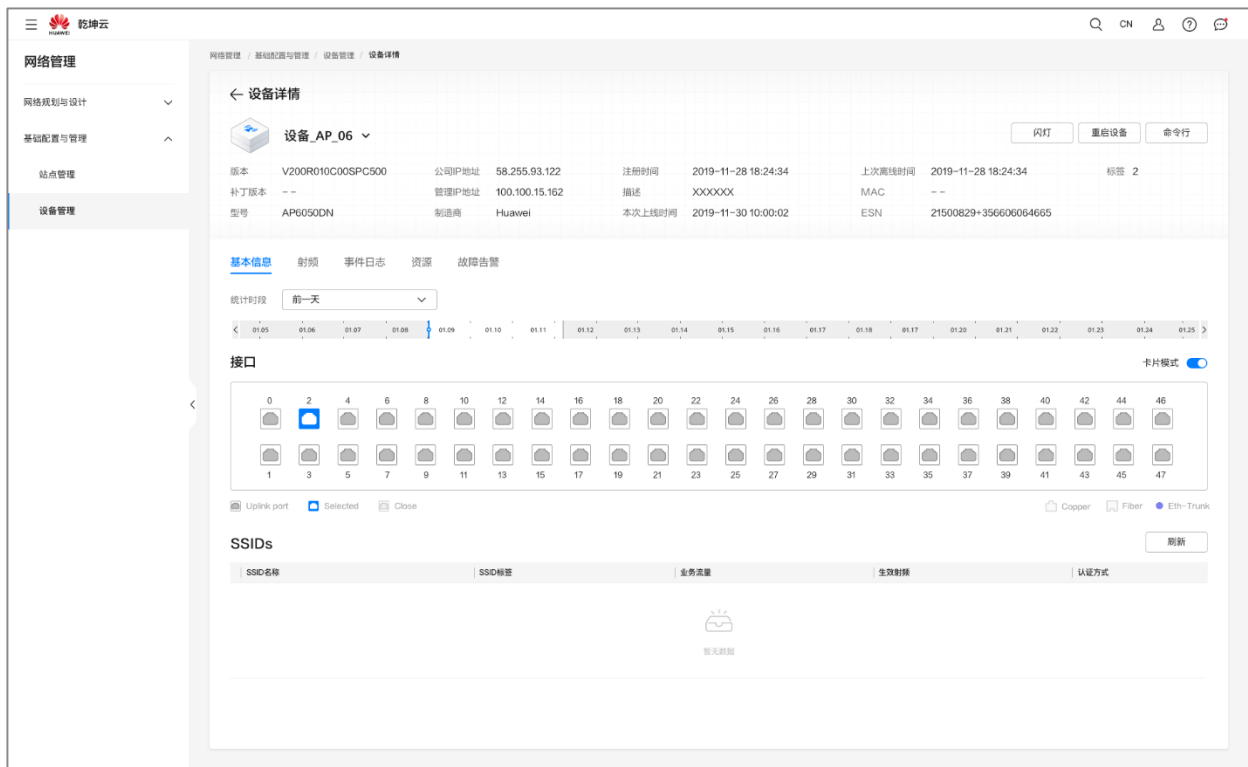 HUAWEI 乾坤云 CN
网络管理
网络规划与设计
基础配置与管理
站点管理
设备管理
网络管理 / 基础配置与管理 / 设备管理 / 设备详情
设备详情
设备_AP_06 闪灯 重启设备 命令行
版本 V200R010C00SPC500 公司IP地址 58.255.93.122 注册时间 2019-11-28 18:24:34 上次离线时间 2019-11-28 18:24:34 标签 2
补丁版本 -- 管理IP地址 100.100.15.162 描述 XXXXXX MAC --
型号 AP6050DN 制造商 Huawei 本次上线时间 2019-11-30 10:00:02 ESN 21500829+356606064665
基本信息 射频 事件日志 资源 故障告警
统计时段 前一天
01.05 01.06 01.07 01.08 01.09 01.10 01.11 01.12 01.13 01.14 01.15 01.16 01.17 01.18 01.17 01.20 01.21 01.22 01.23 01.24 01.25
接口 卡片模式
0 2 4 6 8 10 12 14 16 18 20 22 24 26 28 30 32 34 36 38 40 42 44 46
1 3 5 7 9 11 13 15 17 19 21 23 25 27 29 31 33 35 37 39 41 43 45 47
Uplink port Selected Close Copper Fiber Eth-Trunk
SSIDs 刷新
SSID名称 SSID标签 业务流量 生效射频 认证方式
暂无数据